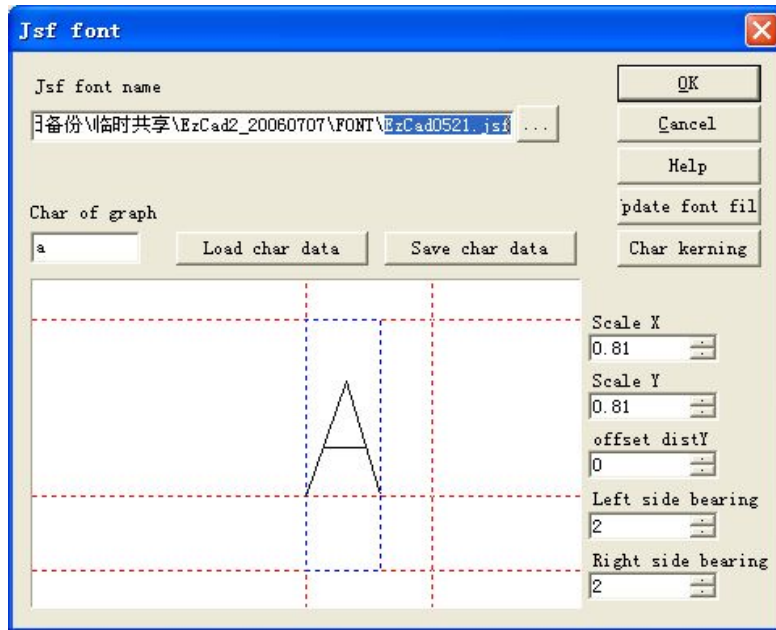 Jsf font
Jsf font name
OK
日备份\临时共享\EzCad2_20060707\FONT\EzCad0521.jsf ...
Cancel
Help
Char of graph
pdate font fil
a
Load char data
Save char data
Char kerning
Scale X
0.81
Scale Y
0.81
offset distY
0
Left side bearing
2
Right side bearing
2